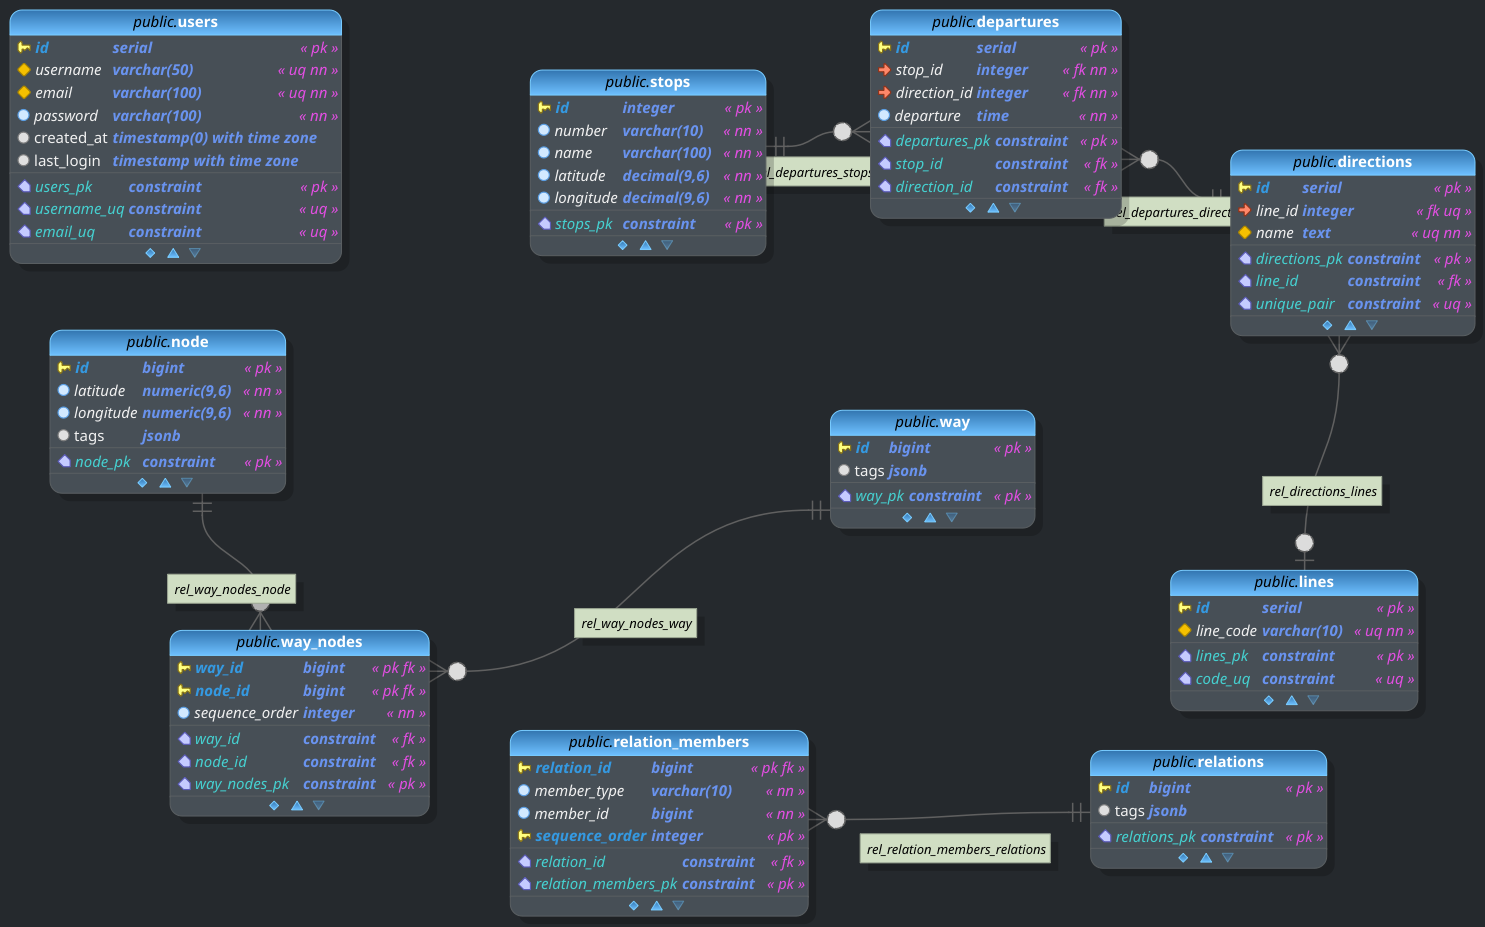 public.users
id serial « pk »
username varchar(50) « uq nn »
email varchar(100) « uq nn »
password varchar(100) « nn »
created_at timestamp(0) with time zone
last_login timestamp with time zone
users_pk constraint « pk »
username_uq constraint « uq »
email_uq constraint « uq »
public.stops
id integer « pk »
number varchar(10) « nn »
name varchar(100) « nn »
latitude decimal(9,6) « nn »
longitude decimal(9,6) « nn »
stops_pk constraint « pk »
l_departures_stops
public.departures
id serial « pk »
stop_id integer « fk nn »
direction_id integer « fk nn »
departure time « nn »
departures_pk constraint « pk »
stop_id constraint « fk »
direction_id constraint « fk »
el_departures_direct
public.directions
id serial « pk »
line_id integer « fk uq »
name text « uq nn »
directions_pk constraint « pk »
line_id constraint « fk »
unique_pair constraint « uq »
public.node
id bigint « pk »
latitude numeric(9,6) « nn »
longitude numeric(9,6) « nn »
tags jsonb
node_pk constraint « pk »
public.way
id bigint « pk »
tags jsonb
way_pk constraint « pk »
rel_directions_lines
rel_way_nodes_node
rel_way_nodes_way
public.lines
id serial « pk »
line_code varchar(10) « uq nn »
lines_pk constraint « pk »
code_uq constraint « uq »
public.way_nodes
way_id bigint « pk fk »
node_id bigint « pk fk »
sequence_order integer « nn »
way_id constraint « fk »
node_id constraint « fk »
way_nodes_pk constraint « pk »
public.relation_members
relation_id bigint « pk fk »
member_type varchar(10) « nn »
member_id bigint « nn »
sequence_order integer « pk »
relation_id constraint « fk »
relation_members_pk constraint « pk »
rel_relation_members_relations
public.relations
id bigint « pk »
tags jsonb
relations_pk constraint « pk »